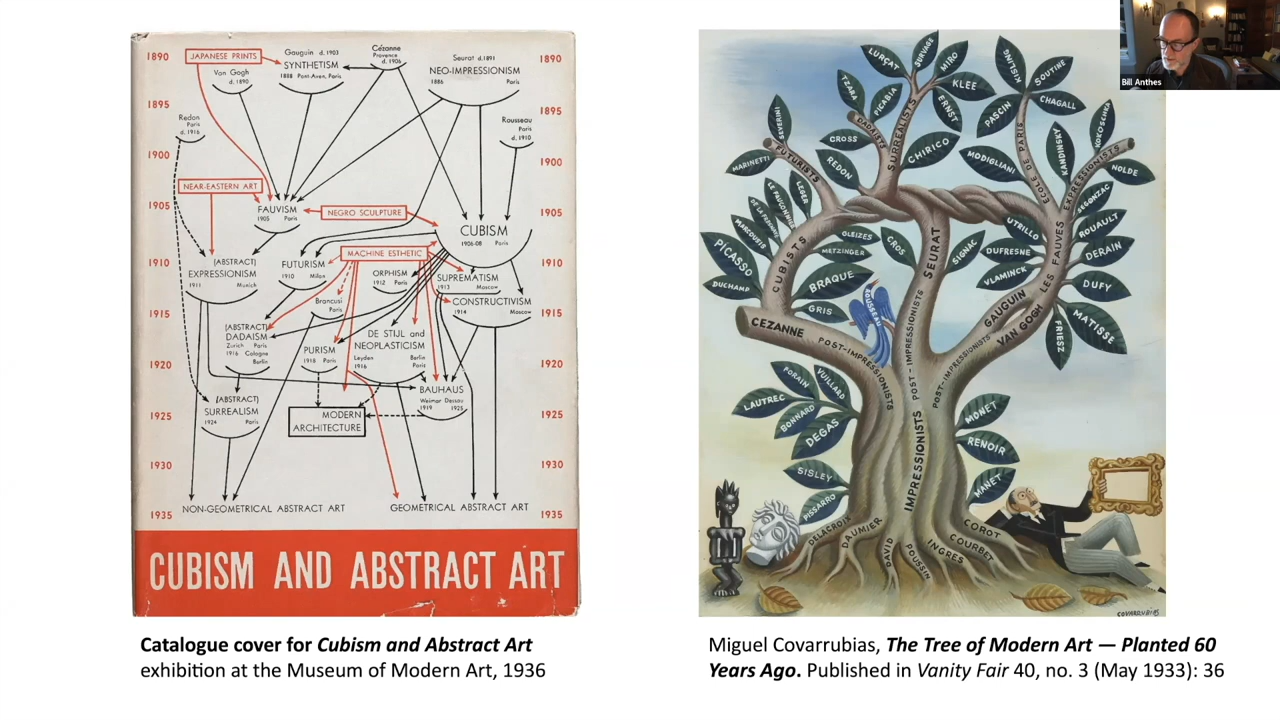 1890
JAPANESE PRINTS
Van Gogh
d. 1890
Gauguin d. 1903
SYNTHETISM
1888 Pont-Aven, Paris
Cézanne
Provence
d. 1906
Seurat d. 1891
NEO-IMPRESSIONISM
1886 Paris
1890
1895
Redon
Paris
d. 1916
Rousseau
Paris
d. 1910
1895
1900
1900
NEAR-EASTERN ART
1905
FAUVISM
1905 Paris
NEGRO SCULPTURE
CUBISM
1906-08 Paris
1905
1910
(ABSTRACT)
EXPRESSIONISM
1911 Munich
FUTURISM
1910 Milan
MACHINE ESTHETIC
ORPHISM
1912 Paris
SUPREMATISM
1913 Moscow
1910
Brancusi
Paris
CONSTRUCTIVISM
1914 Moscow
1915
(ABSTRACT)
DADAISM
Zurich Paris
1916 Cologne
Berlin
PURISM
1918 Paris
DE STIJL and
NEOPLASTICISM
Leyden Berlin
1916 Paris
1915
1920
BAUHAUS
Weimar Dessau
1919 1925
1920
(ABSTRACT)
SURREALISM
1924 Paris
1925
MODERN
ARCHITECTURE
1925
1930
1930
NON-GEOMETRICAL ABSTRACT ART
GEOMETRICAL ABSTRACT ART
1935
1935
CUBISM AND ABSTRACT ART
Catalogue cover for Cubism and Abstract Art
exhibition at the Museum of Modern Art, 1936
LURÇAT
SURVAGE
MIRO
KISLING
SOUTINE
TZARA
PICABIA
KLEE
ERNST
PASCIN
CHAGALL
SEVERINI
DADAISTS
SURREALISTS
ECOLE DE PARIS
KANDINSKY
KOKOSCHKA
MARINETTI
FUTURISTS
CROSS
REDON
CHIRICO
MODIGLIANI
EXPRESSIONISTS
NOLDE
LEGER
LE FAUCONNIER
DE LA FRESNAYE
MARCOUSSIS
SEGONZAC
PICASSO
DUCHAMP
CUBISTS
GLEIZES
METZINGER
CROS
BRAQUE
GRIS
SEURAT
SIGNAC
UTRILLO
DUFRESNE
VLAMINCK
LES FAUVES
ROUAULT
DERAIN
DUFY
MATISSE
FRIESZ
ROUSSEAU
CEZANNE
POST-IMPRESSIONISTS
POST-IMPRESSIONISTS
POST-IMPRESSIONISTS
GAUGUIN
VAN GOGH
FORAIN
VUILLARD
LAUTREC
BONNARD
DEGAS
MONET
RENOIR
MANET
SISLEY
PISSARRO
IMPRESSIONISTS
DELACROIX
DAUMIER
DAVID
POUSSIN
INGRES
COURBET
COROT
COVARRUBIAS
Miguel Covarrubias, The Tree of Modern Art — Planted 60
Years Ago. Published in Vanity Fair 40, no. 3 (May 1933): 36
Bill Anthes